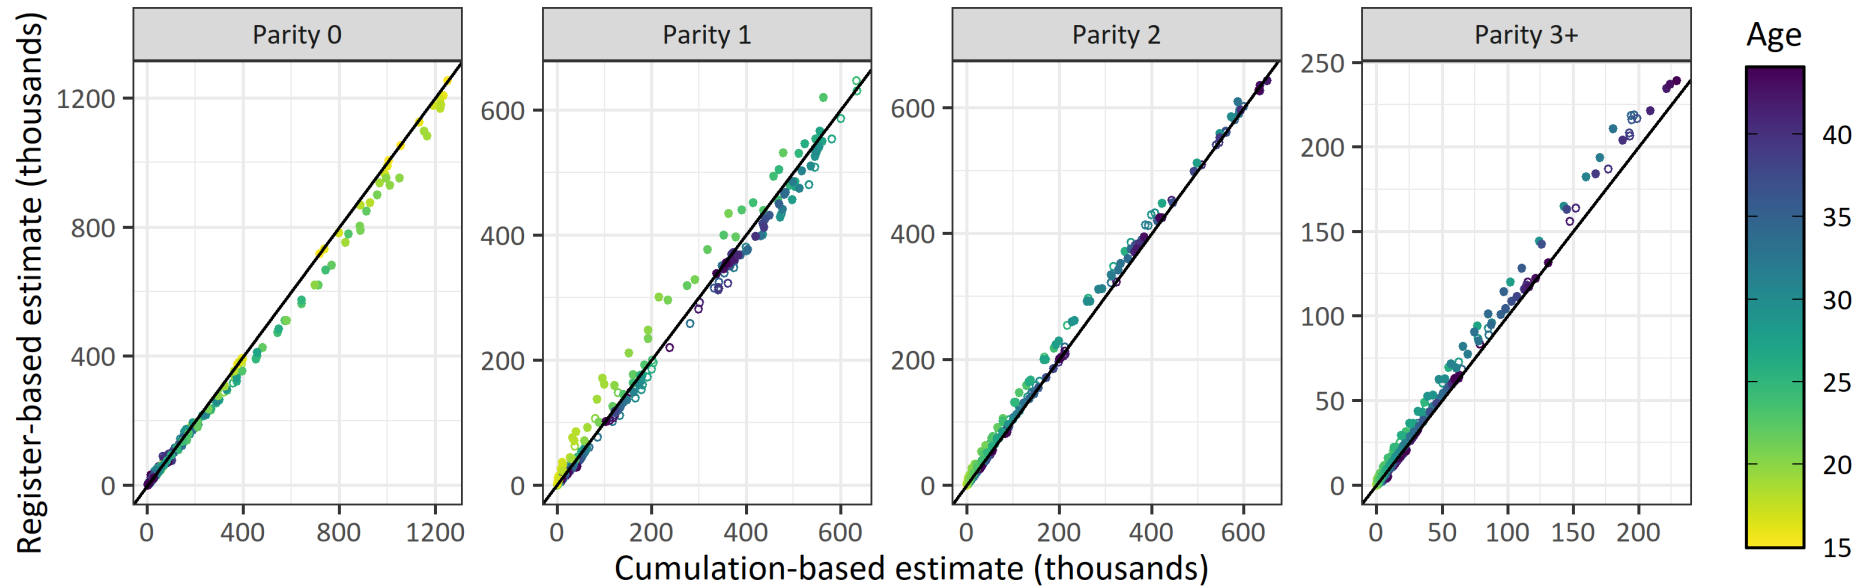 Parity 0
Parity 1
Parity 2
Parity 3+
Age
Register-based estimate (thousands)
1200
800
400
0
0 400 800 1200
600
400
200
0
0 200 400 600
600
400
200
0
0 200 400 600
250
200
150
100
50
0
0 50 100 150 200
40
35
30
25
20
15
Cumulation-based estimate (thousands)